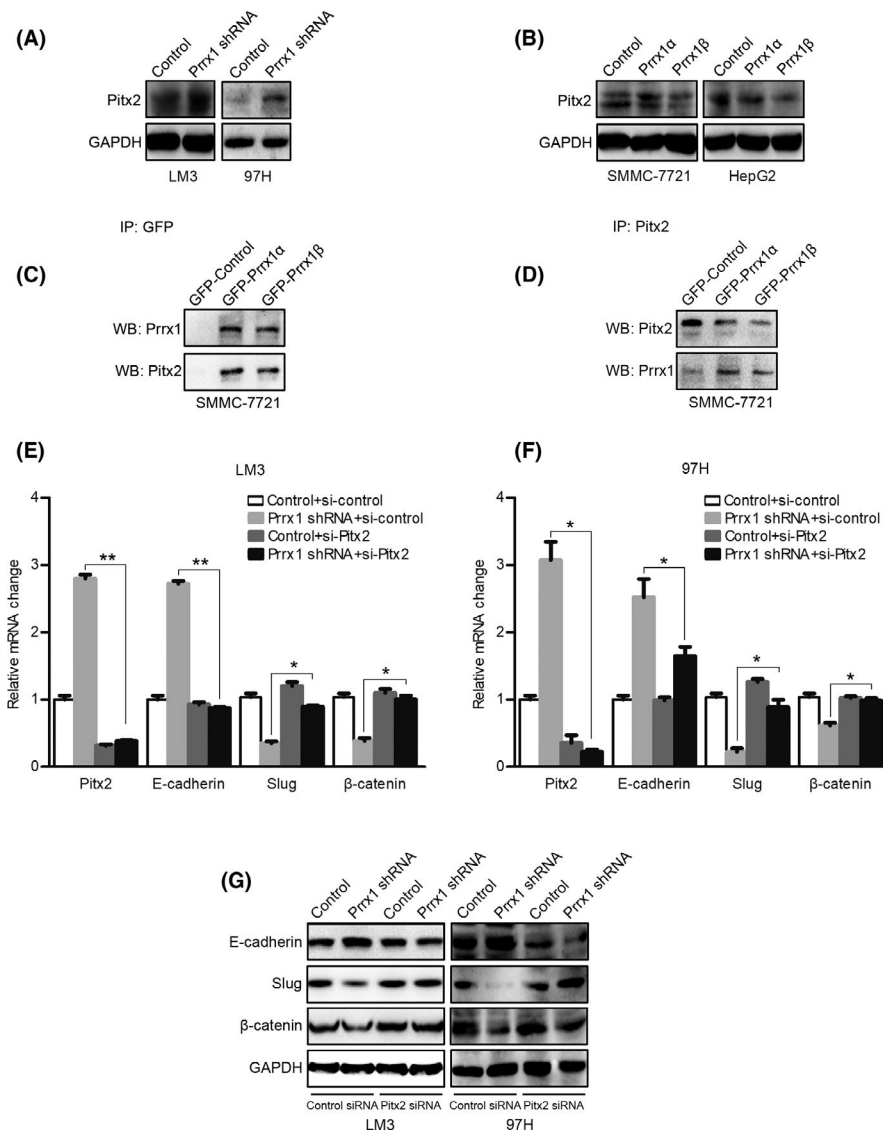 (A)
Control
Prrx1 shRNA
Control
Prrx1 shRNA
Pitx2
GAPDH
LM3
97H
(B)
Control
Prrx1α
Prrx1β
Control
Prrx1α
Prrx1β
Pitx2
GAPDH
SMMC-7721
HepG2
IP: GFP
(C)
GFP-Control
GFP-Prrx1α
GFP-Prrx1β
WB: Prrx1
WB: Pitx2
SMMC-7721
IP: Pitx2
(D)
GFP-Control
GFP-Prrx1α
GFP-Prrx1β
WB: Pitx2
WB: Prrx1
SMMC-7721
(E)
LM3
Relative mRNA change
4
3
2
1
0
Control+si-control
Prrx1 shRNA+si-control
Control+si-Pitx2
Prrx1 shRNA+si-Pitx2
**
**
*
*
Pitx2
E-cadherin
Slug
β-catenin
(F)
97H
Relative mRNA change
4
3
2
1
0
Control+si-control
Prrx1 shRNA+si-control
Control+si-Pitx2
Prrx1 shRNA+si-Pitx2
*
*
*
*
Pitx2
E-cadherin
Slug
β-catenin
(G)
Control
Prrx1 shRNA
Control
Prrx1 shRNA
Control
Prrx1 shRNA
Control
Prrx1 shRNA
E-cadherin
Slug
β-catenin
GAPDH
Control siRNA
Pitx2 siRNA
Control siRNA
Pitx2 siRNA
LM3
97H